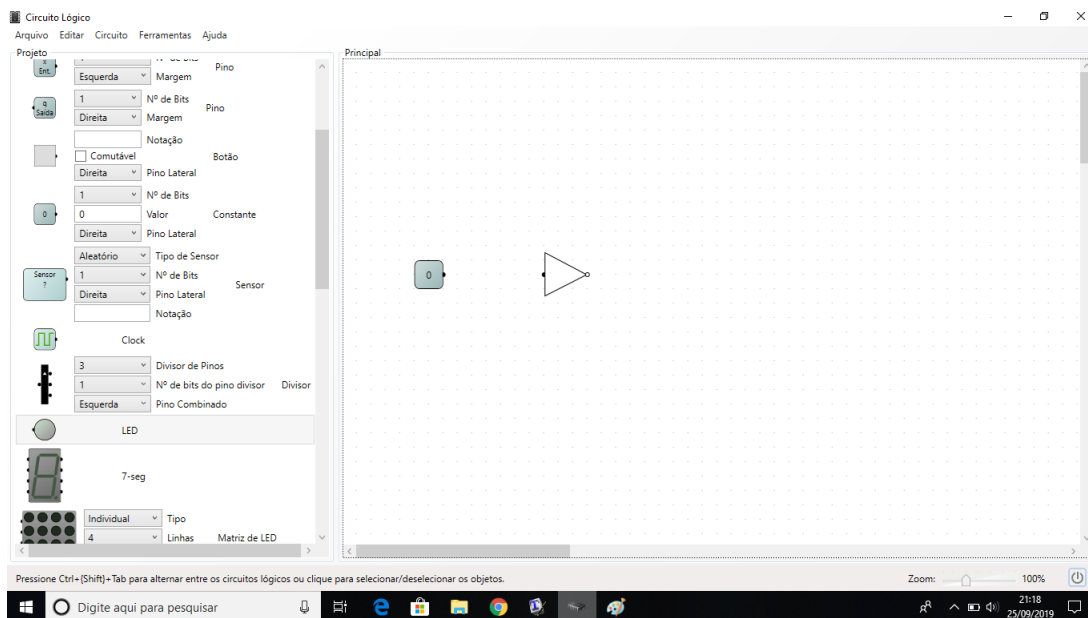 Circuito Lógico
Arquivo Editar Circuito Ferramentas Ajuda
Projeto
x
Ent.
Esquerda Margem
Pino
q
Saída
1 Nº de Bits
Direita Margem
Pino
Notação
Comutável
Direita Pino Lateral
Botão
0
1 Nº de Bits
0 Valor
Direita Pino Lateral
Constante
Sensor
?
Aleatório Tipo de Sensor
1 Nº de Bits
Direita Pino Lateral
Notação
Sensor
Clock
3 Divisor de Pinos
1 Nº de bits do pino divisor
Esquerda Pino Combinado
Divisor
LED
7-seg
Individual Tipo
4 Linhas
Matriz de LED
Principal
0
Pressione Ctrl+{Shift}+Tab para alternar entre os circuitos lógicos ou clique para selecionar/deselecionar os objetos.
Zoom: 100%
Digite aqui para pesquisar
21:18
25/09/2019